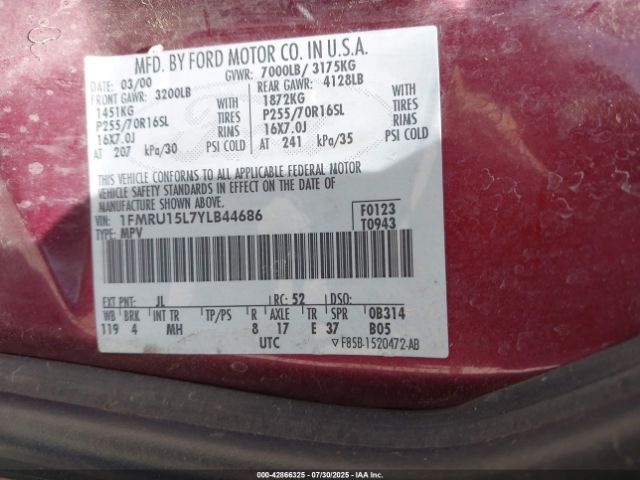 MFD. BY FORD MOTOR CO. IN U.S.A.
DATE: 03/00 GVWR: 7000LB/ 3175KG
FRONT GAWR: 3200LB REAR GAWR: 4128LB
1451KG WITH 1872KG WITH
P255/70R16SL TIRES P255/70R16SL TIRES
16X7.0J RIMS 16X7.0J RIMS
AT 207 kPa/30 PSI COLD AT 241 kPa/35 PSI COLD
THIS VEHICLE CONFORMS TO ALL APPLICABLE FEDERAL MOTOR
VEHICLE SAFETY STANDARDS IN EFFECT ON THE DATE OF
MANUFACTURE SHOWN ABOVE.
VIN: 1FMRU15L7YLB44686 F0123
TYPE: MPV T0943
EXT PNT: JL RC: 52 DSO:
WB BRK INT TR TP/PS R AXLE TR SPR 0B314
119 4 MH 8 17 E 37 B05
UTC ▽F85B-1520472-AB
000-42866325 | 07/30/2025 | IAA Inc.